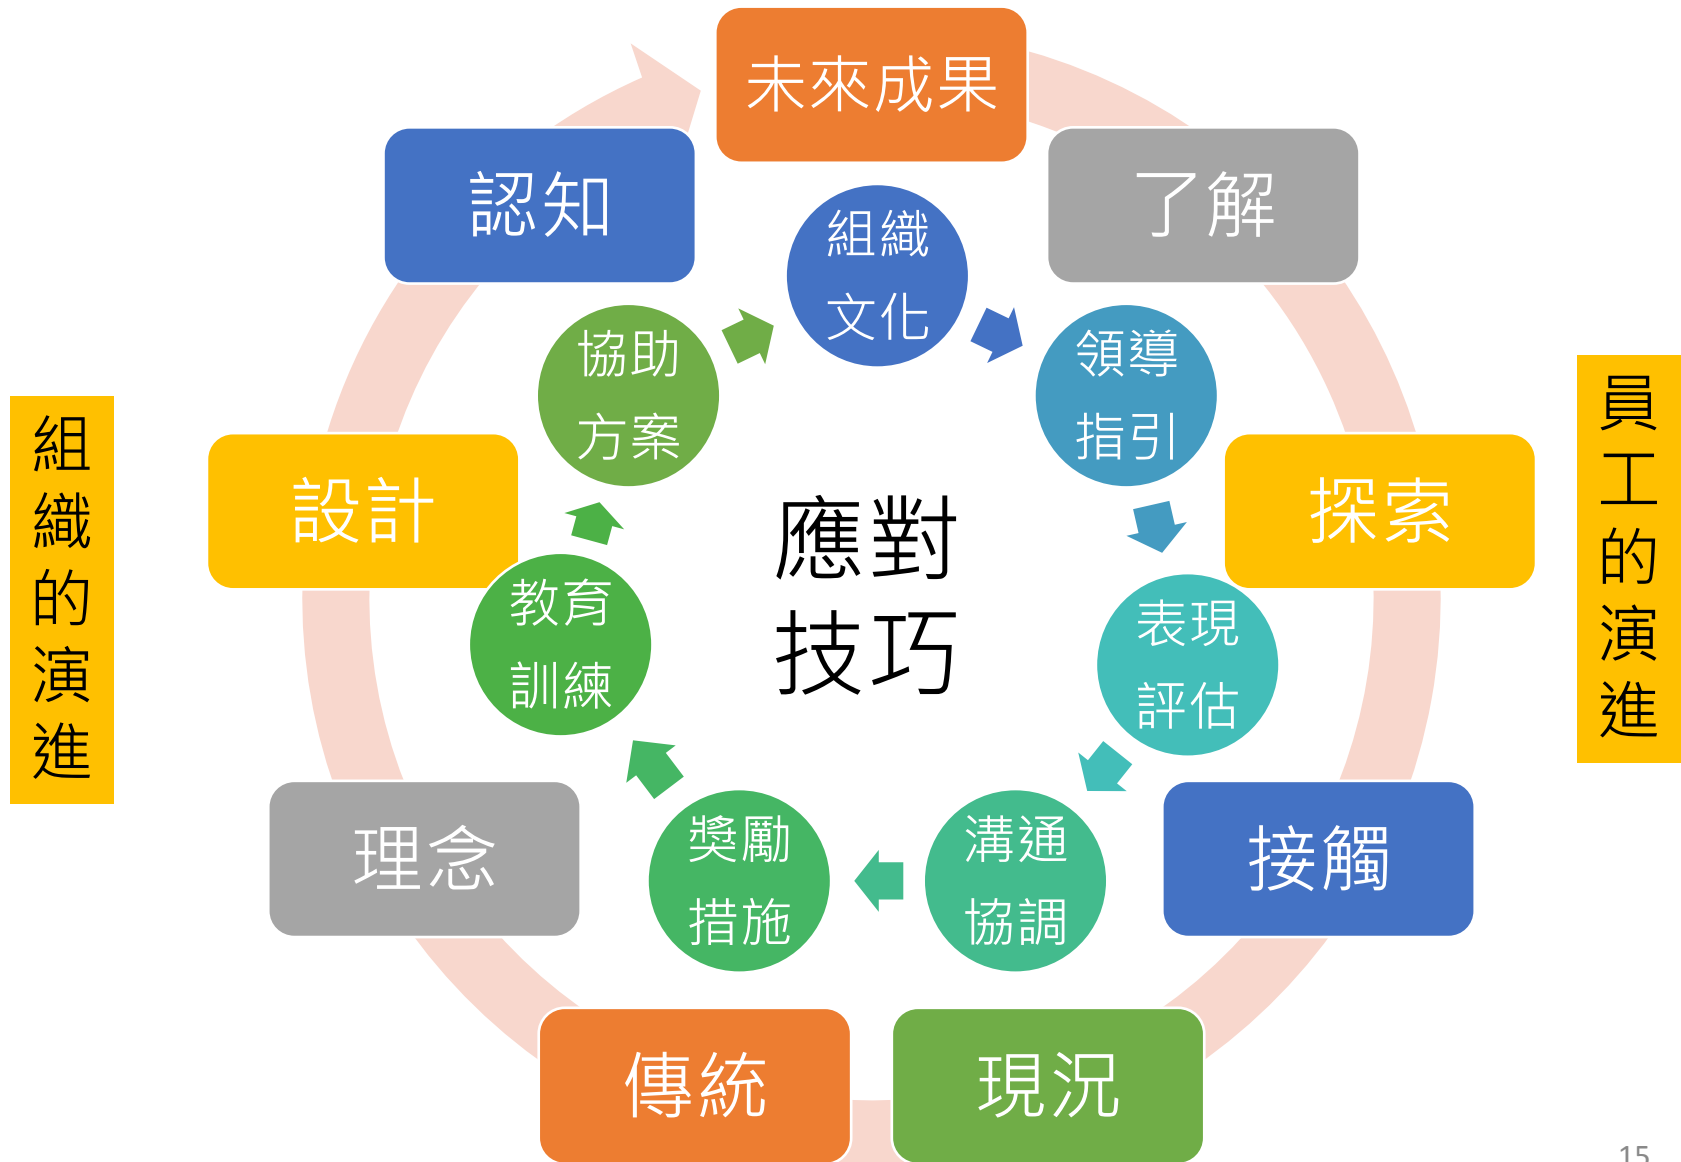 未來成果
認知
了解
組織
文化
協助
方案
領導
指引
組織的演進
員工的演進
設計
探索
應對
技巧
教育
訓練
表現
評估
理念
接觸
獎勵
措施
溝通
協調
傳統
現況
15